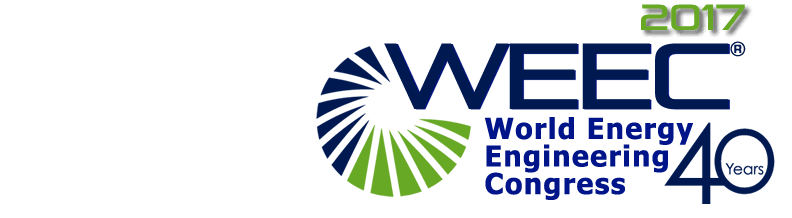 2017
WEEC®
World Energy
Engineering
Congress
40
Years